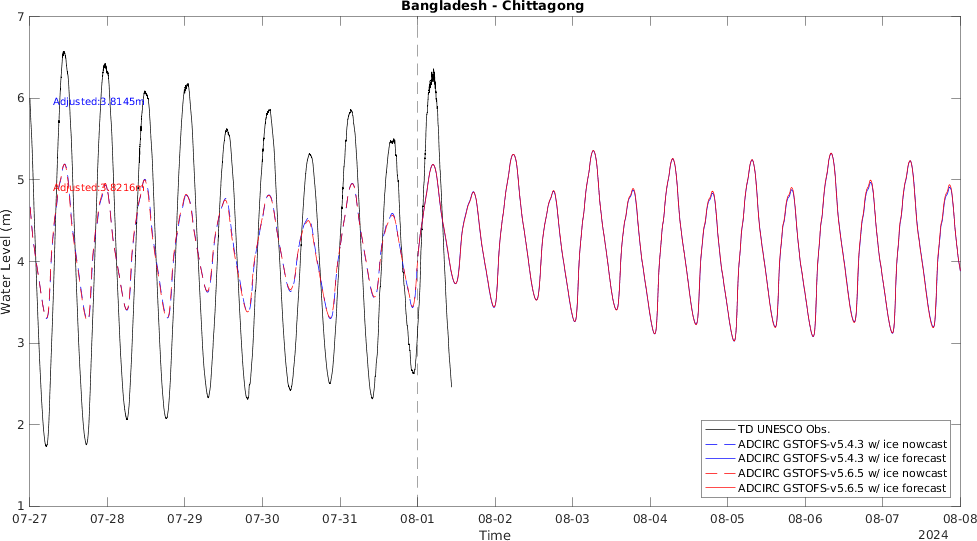 Bangladesh - Chittagong
7
6
5
4
3
2
1
Water Level (m)
Adjusted:3.8145m
Adjusted:3.8216m
TD UNESCO Obs.
ADCIRC GSTOFS-v5.4.3 w/ ice nowcast
ADCIRC GSTOFS-v5.4.3 w/ ice forecast
ADCIRC GSTOFS-v5.6.5 w/ ice nowcast
ADCIRC GSTOFS-v5.6.5 w/ ice forecast
07-27 07-28 07-29 07-30 07-31 08-01 08-02 08-03 08-04 08-05 08-06 08-07 08-08
Time
2024